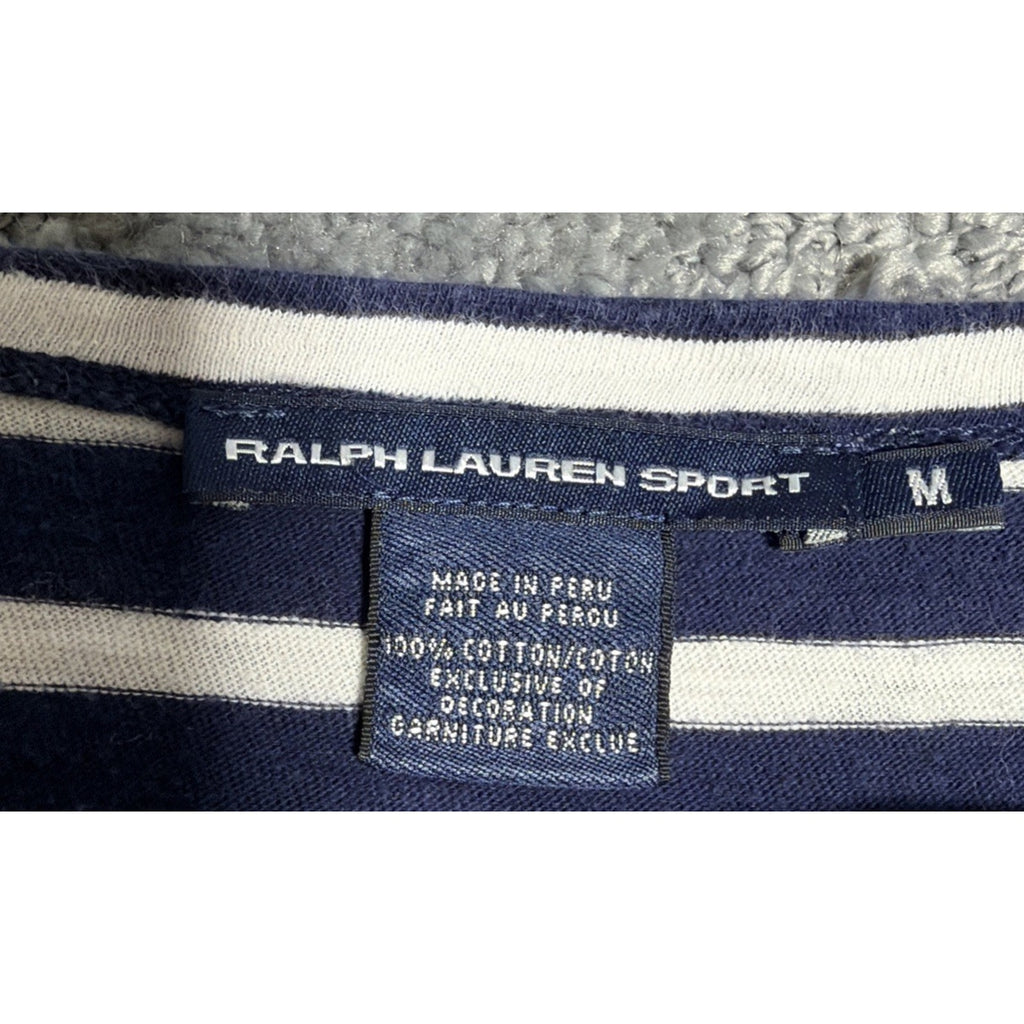 RALPH LAUREN SPORT
M
MADE IN PERU
FAIT AU PEROU
100% COTTON/COTON
EXCLUSIVE OF
DECORATION
GARNITURE EXCLUE